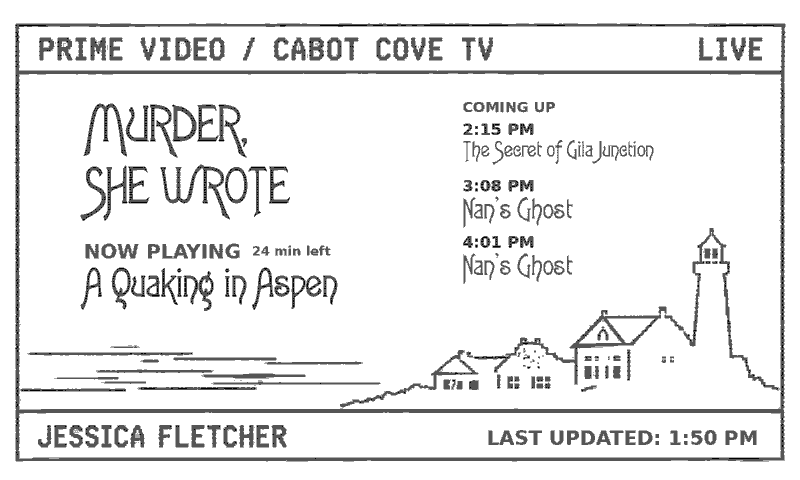 PRIME VIDEO / CABOT COVE TV
LIVE
MURDER,
SHE WROTE
NOW PLAYING 24 min left
A Quaking in Aspen
COMING UP
2:15 PM
The Secret of Gila Junction
3:08 PM
Nan's Ghost
4:01 PM
Nan's Ghost
JESSICA FLETCHER
LAST UPDATED: 1:50 PM